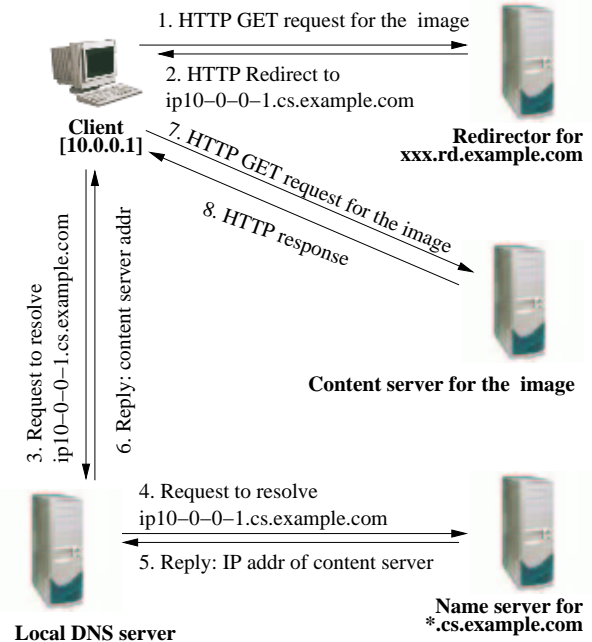 1. HTTP GET request for the image
2. HTTP Redirect to
ip10–0–0–1.cs.example.com
Client
[10.0.0.1]
Redirector for
xxx.rd.example.com
7. HTTP GET request for the image
8. HTTP response
3. Request to resolve
ip10–0–0–1.cs.example.com
6. Reply: content server addr
Content server for the image
4. Request to resolve
ip10–0–0–1.cs.example.com
5. Reply: IP addr of content server
Local DNS server
Name server for
*.cs.example.com